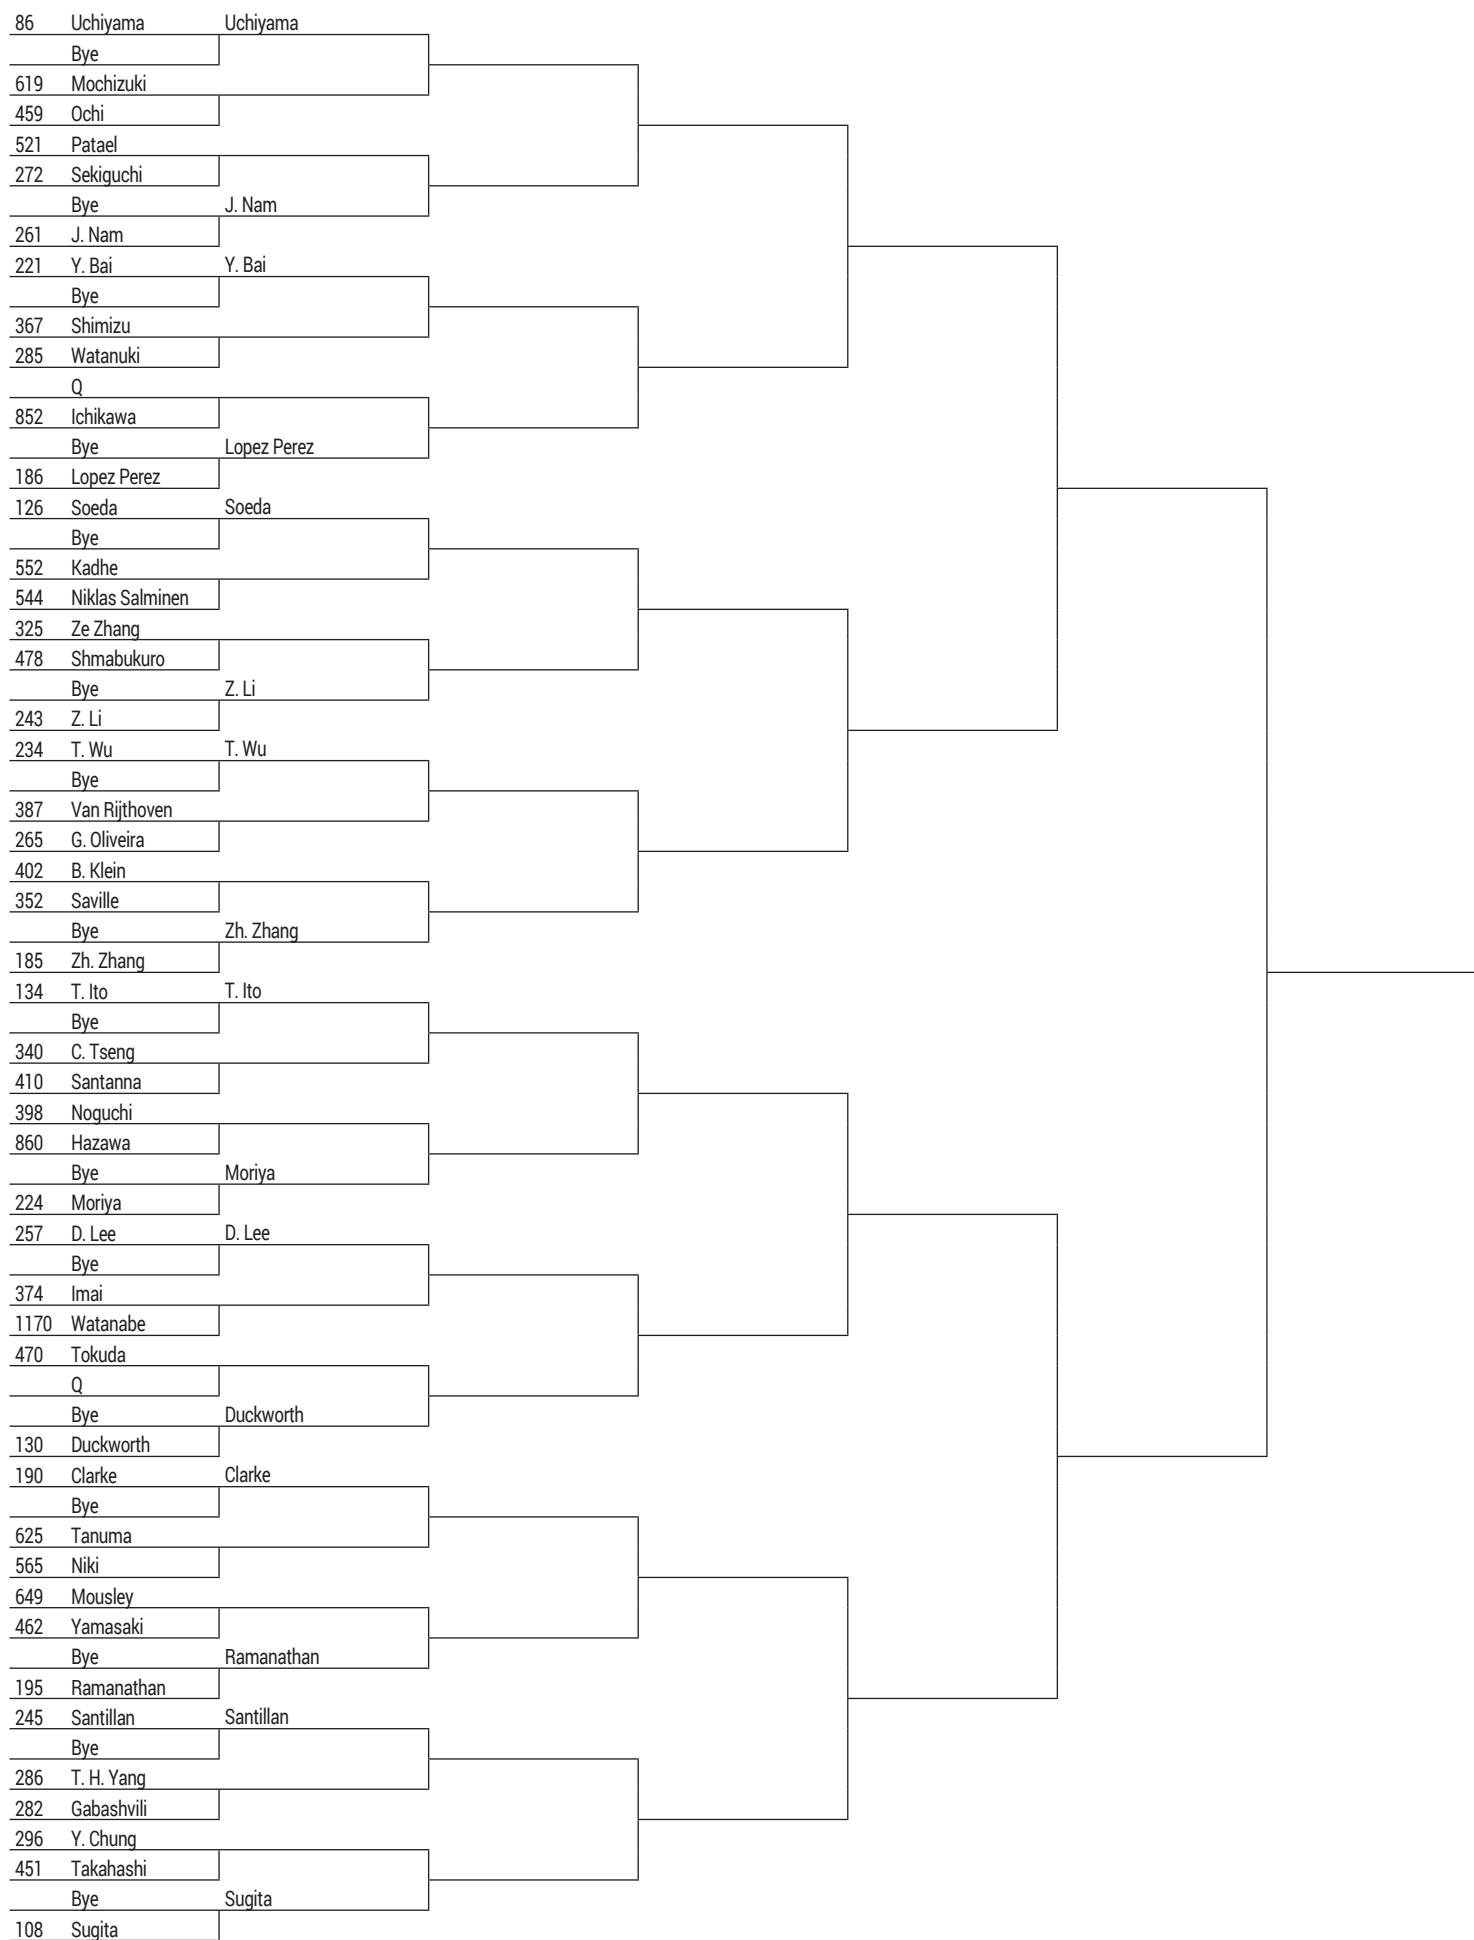 86 Uchiyama Uchiyama
Bye
619 Mochizuki
459 Ochi
521 Patael
272 Sekiguchi
Bye J. Nam
261 J. Nam
221 Y. Bai Y. Bai
Bye
367 Shimizu
285 Watanuki
Q
852 Ichikawa
Bye Lopez Perez
186 Lopez Perez
126 Soeda Soeda
Bye
552 Kadhe
544 Niklas Salminen
325 Ze Zhang
478 Shmabukuro
Bye Z. Li
243 Z. Li
234 T. Wu T. Wu
Bye
387 Van Rijthoven
265 G. Oliveira
402 B. Klein
352 Saville
Bye Zh. Zhang
185 Zh. Zhang
134 T. Ito T. Ito
Bye
340 C. Tseng
410 Santanna
398 Noguchi
860 Hazawa
Bye Moriya
224 Moriya
257 D. Lee D. Lee
Bye
374 Imai
1170 Watanabe
470 Tokuda
Q
Bye Duckworth
130 Duckworth
190 Clarke Clarke
Bye
625 Tanuma
565 Niki
649 Mousley
462 Yamasaki
Bye Ramanathan
195 Ramanathan
245 Santillan Santillan
Bye
286 T. H. Yang
282 Gabashvili
296 Y. Chung
451 Takahashi
Bye Sugita
108 Sugita